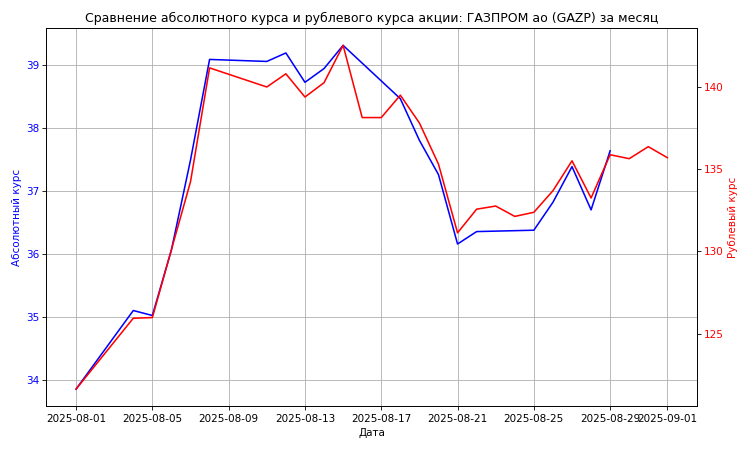 Сравнение абсолютного курса и рублевого курса акции: ГАЗПРОМ ао (GAZP) за месяц
39
38
37
36
35
34
Абсолютный курс
140
135
130
125
Рублевый курс
2025-08-01 2025-08-05 2025-08-09 2025-08-13 2025-08-17 2025-08-21 2025-08-25 2025-08-29 2025-09-01
Дата